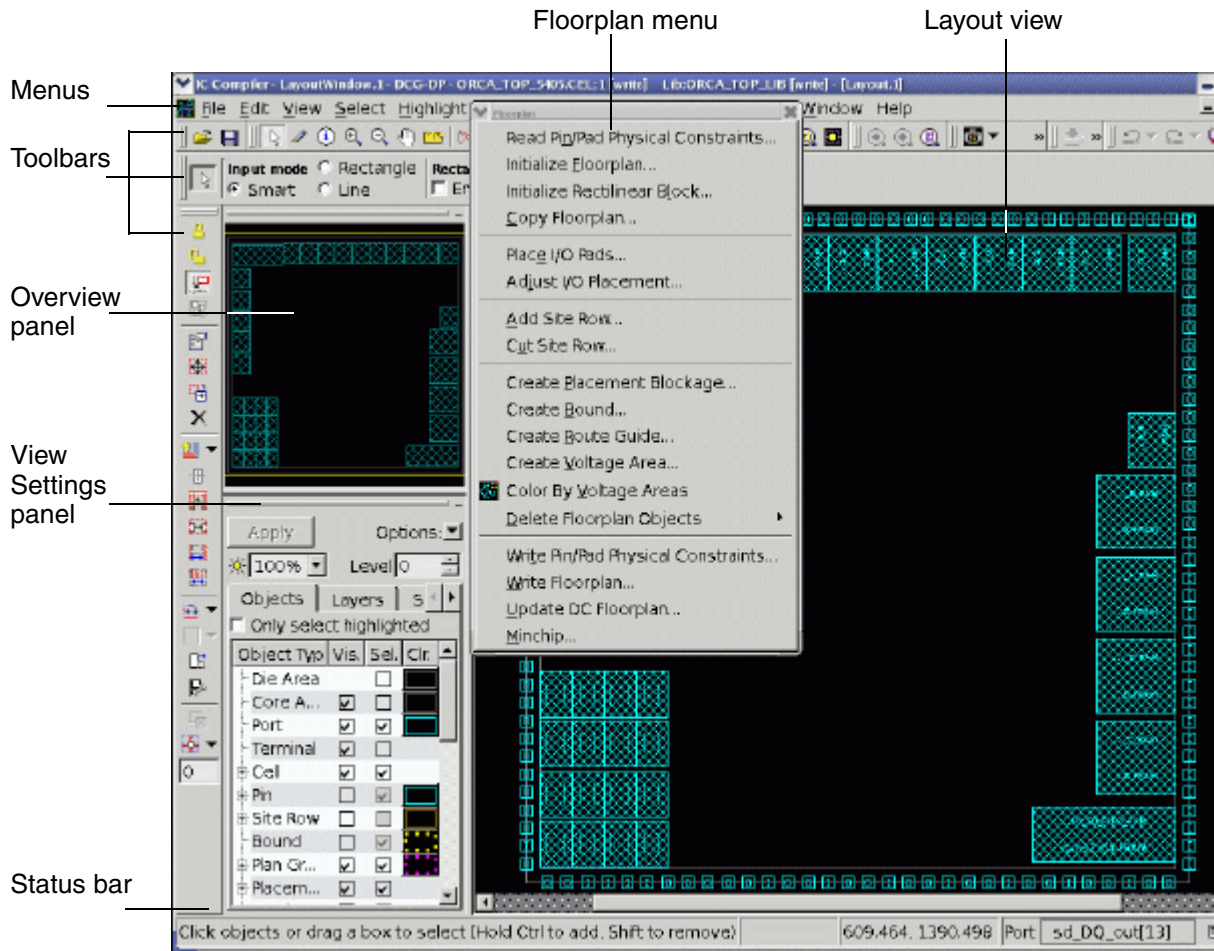 Floorplan menu
Layout view
IC Compiler - LayoutWindow.1 - DCG-DP - ORCA_TOP_5405.CEL;1 [write] Lib:ORCA_TOP_LIB [write] - [Layout.1]
Menus
File Edit View Select Highlight
Floorplan
Window Help
Toolbars
Input mode
Rectangle
Smart
Line
Read Pin/Pad Physical Constraints...
Initialize Floorplan...
Initialize Rectilinear Block...
Copy Floorplan...
Place I/O Pads...
Adjust I/O Placement...
Add Site Row...
Cut Site Row...
Create Placement Blockage...
Create Bound...
Create Route Guide...
Create Voltage Area...
Color By Voltage Areas
Delete Floorplan Objects
Write Pin/Pad Physical Constraints...
Write Floorplan...
Update DC Floorplan...
Minchip...
Overview
panel
View
Settings
panel
Apply
Options:
100%
Level 0
Objects
Layers
S
Only select highlighted
Object Typ Vis. Sel. Clr.
Die Area
Core A...
Port
Terminal
Cell
Pin
Site Row
Bound
Plan Gr...
Placem...
0
Status bar
Click objects or drag a box to select (Hold Ctrl to add, Shift to remove)
609.464, 1390.498
Port
sd_DQ_out[13]